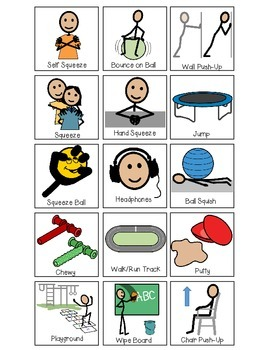 Self Squeeze
Bounce on Ball
Wall Push-Up
Squeeze
Hand Squeeze
Jump
Squeeze Ball
Headphones
Ball Squish
Chewy
Walk/Run Track
Putty
Playground
ABC
Wipe Board
Chair Push-Up